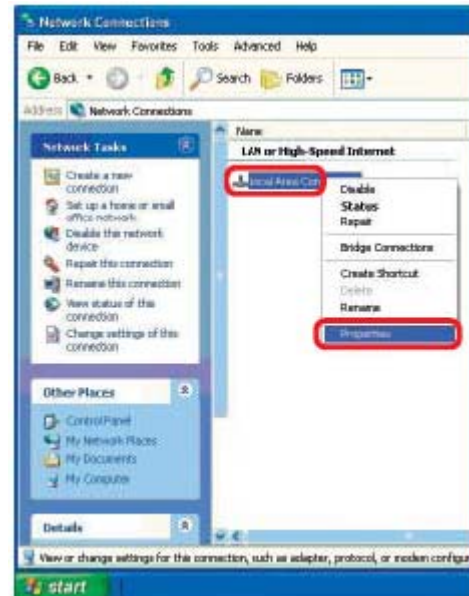 Network Connections
File Edit View Favorites Tools Advanced Help
Back Search Folders
Address Network Connections
Network Tasks
Create a new
connection
Set up a home or small
office network
Disable this network
device
Repair this connection
Rename this connection
View status of this
connection
Change settings of this
connection
Other Places
Control Panel
My Network Places
My Documents
My Computer
Details
Name
LAN or High-Speed Internet
Local Area Con
Disable
Status
Repair
Bridge Connections
Create Shortcut
Delete
Rename
Properties
View or change settings for this connection, such as adapter, protocol, or modem configur
start